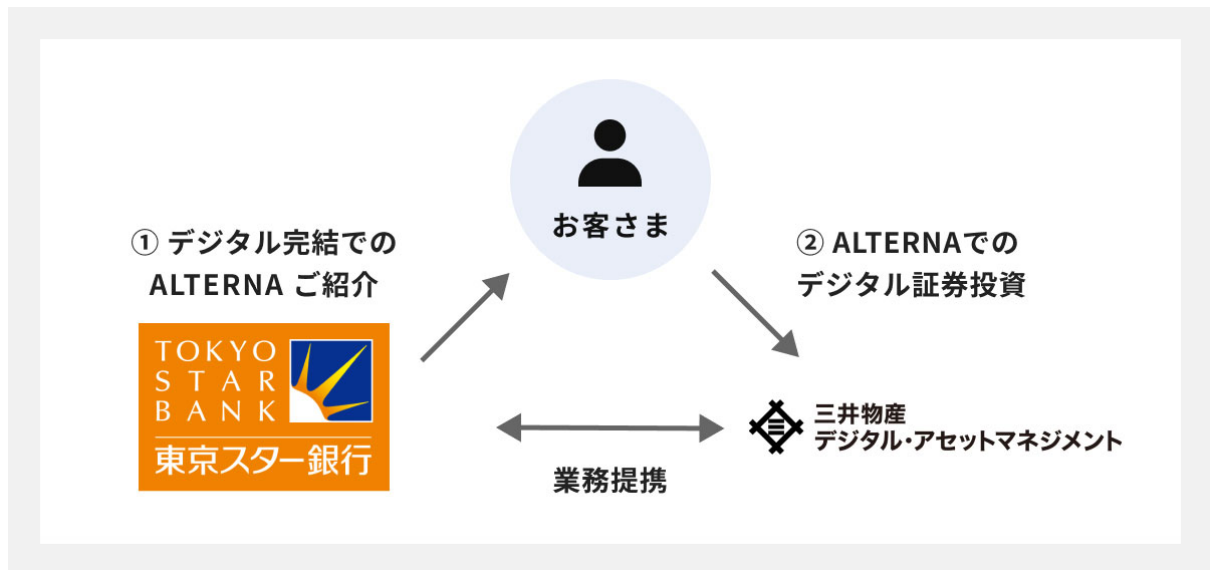 お客さま
① デジタル完結での
ALTERNA ご紹介
② ALTERNAでの
デジタル証券投資
TOKYO
STAR
BANK
東京スター銀行
三井物産
デジタル・アセットマネジメント
業務提携